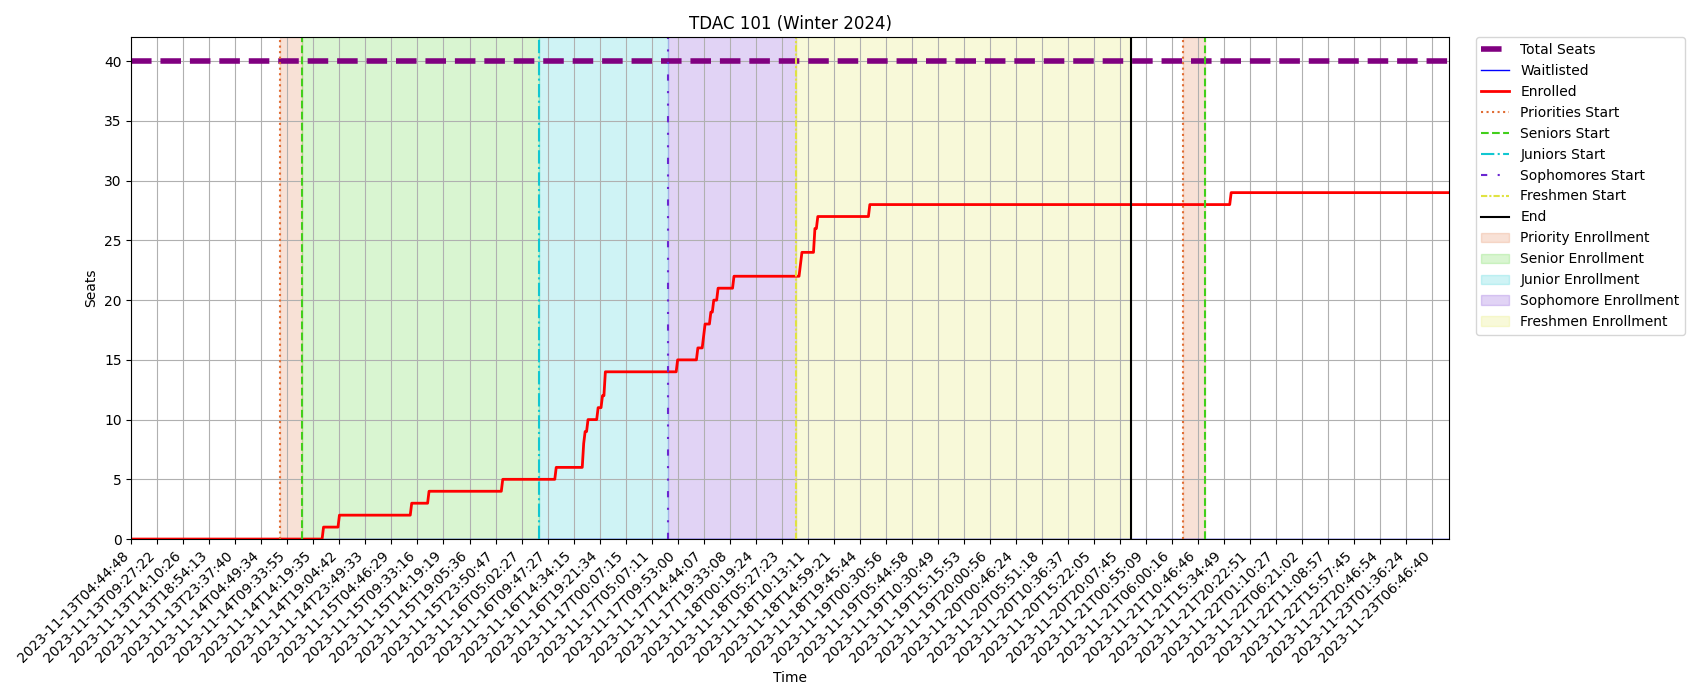 TDAC 101 (Winter 2024)
40
35
30
25
20
15
10
5
0
Seats
2023-11-13T04:44:48
2023-11-13T09:27:22
2023-11-13T14:10:26
2023-11-13T18:54:13
2023-11-13T23:37:40
2023-11-14T04:49:34
2023-11-14T09:33:55
2023-11-14T14:19:35
2023-11-14T19:04:42
2023-11-14T23:49:33
2023-11-15T04:46:29
2023-11-15T09:33:16
2023-11-15T14:19:19
2023-11-15T19:05:36
2023-11-15T23:50:47
2023-11-16T05:02:27
2023-11-16T09:47:27
2023-11-16T14:34:15
2023-11-16T19:21:34
2023-11-17T00:07:15
2023-11-17T05:07:11
2023-11-17T09:53:00
2023-11-17T14:44:07
2023-11-17T19:33:08
2023-11-18T00:19:24
2023-11-18T05:27:23
2023-11-18T10:13:11
2023-11-18T14:59:21
2023-11-18T19:45:44
2023-11-19T00:30:56
2023-11-19T05:44:58
2023-11-19T10:30:49
2023-11-19T15:15:53
2023-11-19T20:00:56
2023-11-20T00:46:24
2023-11-20T05:51:18
2023-11-20T10:36:37
2023-11-20T15:22:05
2023-11-20T20:07:45
2023-11-21T00:55:09
2023-11-21T06:00:16
2023-11-21T10:46:46
2023-11-21T15:34:49
2023-11-21T20:22:51
2023-11-22T01:10:27
2023-11-22T06:21:02
2023-11-22T11:08:57
2023-11-22T15:57:45
2023-11-22T20:46:54
2023-11-23T01:36:24
2023-11-23T06:46:40
Time
Total Seats
Waitlisted
Enrolled
Priorities Start
Seniors Start
Juniors Start
Sophomores Start
Freshmen Start
End
Priority Enrollment
Senior Enrollment
Junior Enrollment
Sophomore Enrollment
Freshmen Enrollment